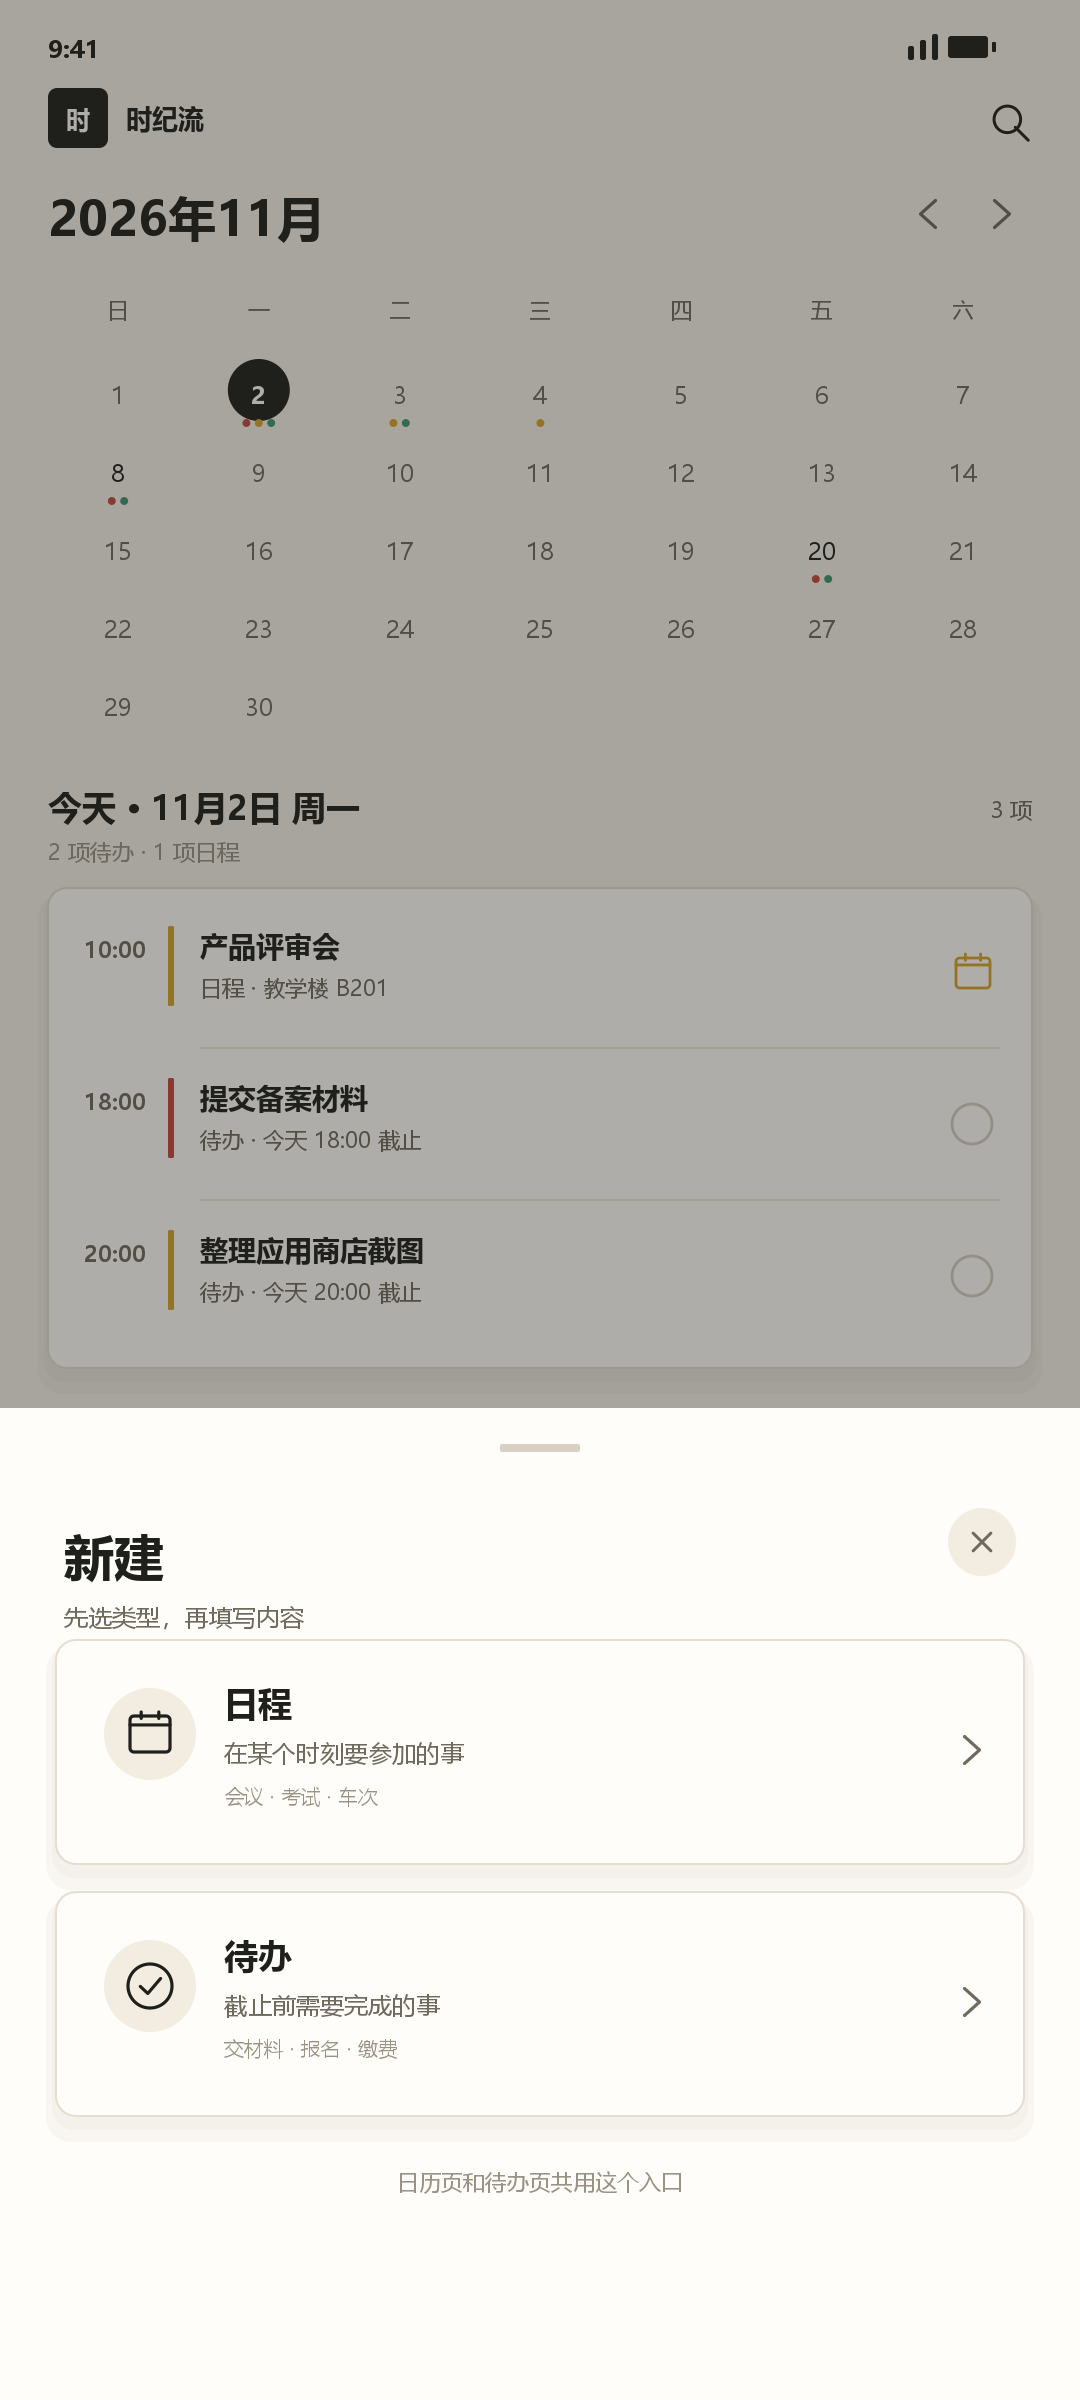 9:41
时 时纪流
2026年11月
日 一 二 三 四 五 六
1 2 3 4 5 6 7
8 9 10 11 12 13 14
15 16 17 18 19 20 21
22 23 24 25 26 27 28
29 30
今天 • 11月2日 周一 3 项
2 项待办 · 1 项日程
10:00 产品评审会
日程 · 教学楼 B201
18:00 提交备案材料
待办 · 今天 18:00 截止
20:00 整理应用商店截图
待办 · 今天 20:00 截止
新建
先选类型，再填写内容
日程
在某个时刻要参加的事
会议 · 考试 · 车次
待办
截止前需要完成的事
交材料 · 报名 · 缴费
日历页和待办页共用这个入口